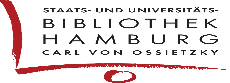 STAATS- UND UNIVERSITÄTS-
BIBLIOTHEK
HAMBURG
CARL VON OSSIETZKY